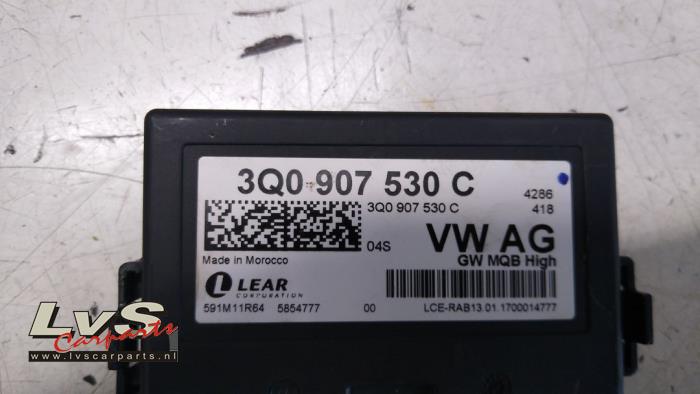 3Q0 907 530 C
4286
3Q0 907 530 C
418
04S
VW AG
Made in Morocco
GW MQB High
LEAR
CORPORATION
591M11R64 5854777 00 LCE-RAB13.01.1700014777
LvS
Carparts
www.lvscarparts.nl